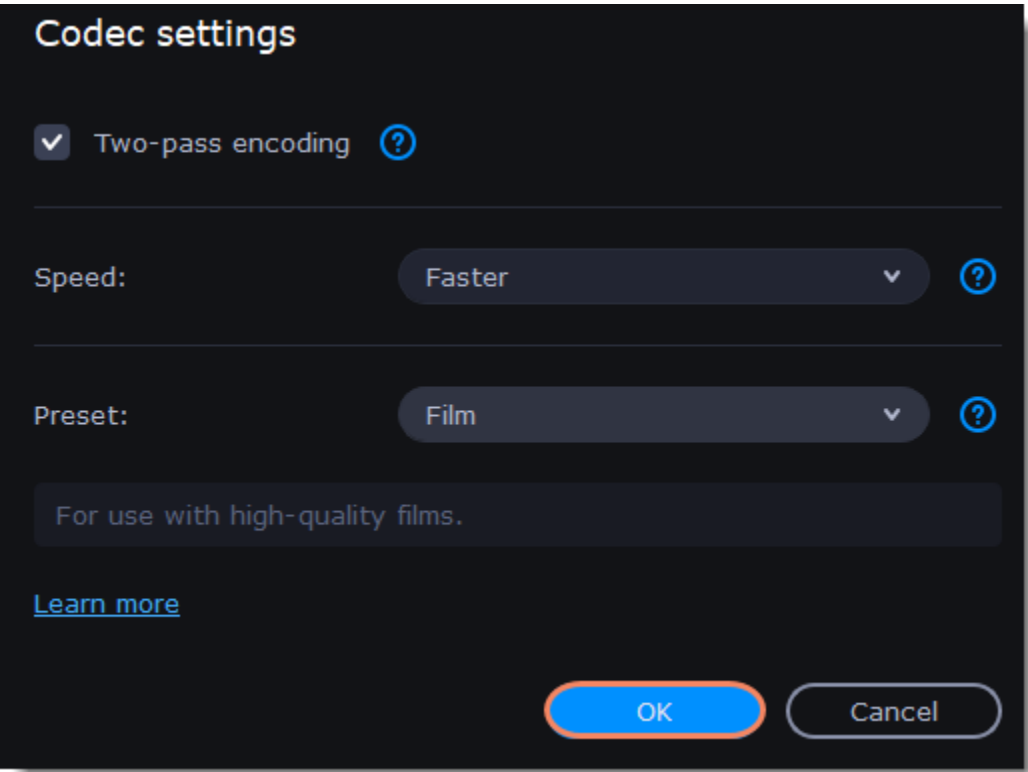 Codec settings
Two-pass encoding ?
Speed: Faster ?
Preset: Film ?
For use with high-quality films.
Learn more
OK Cancel